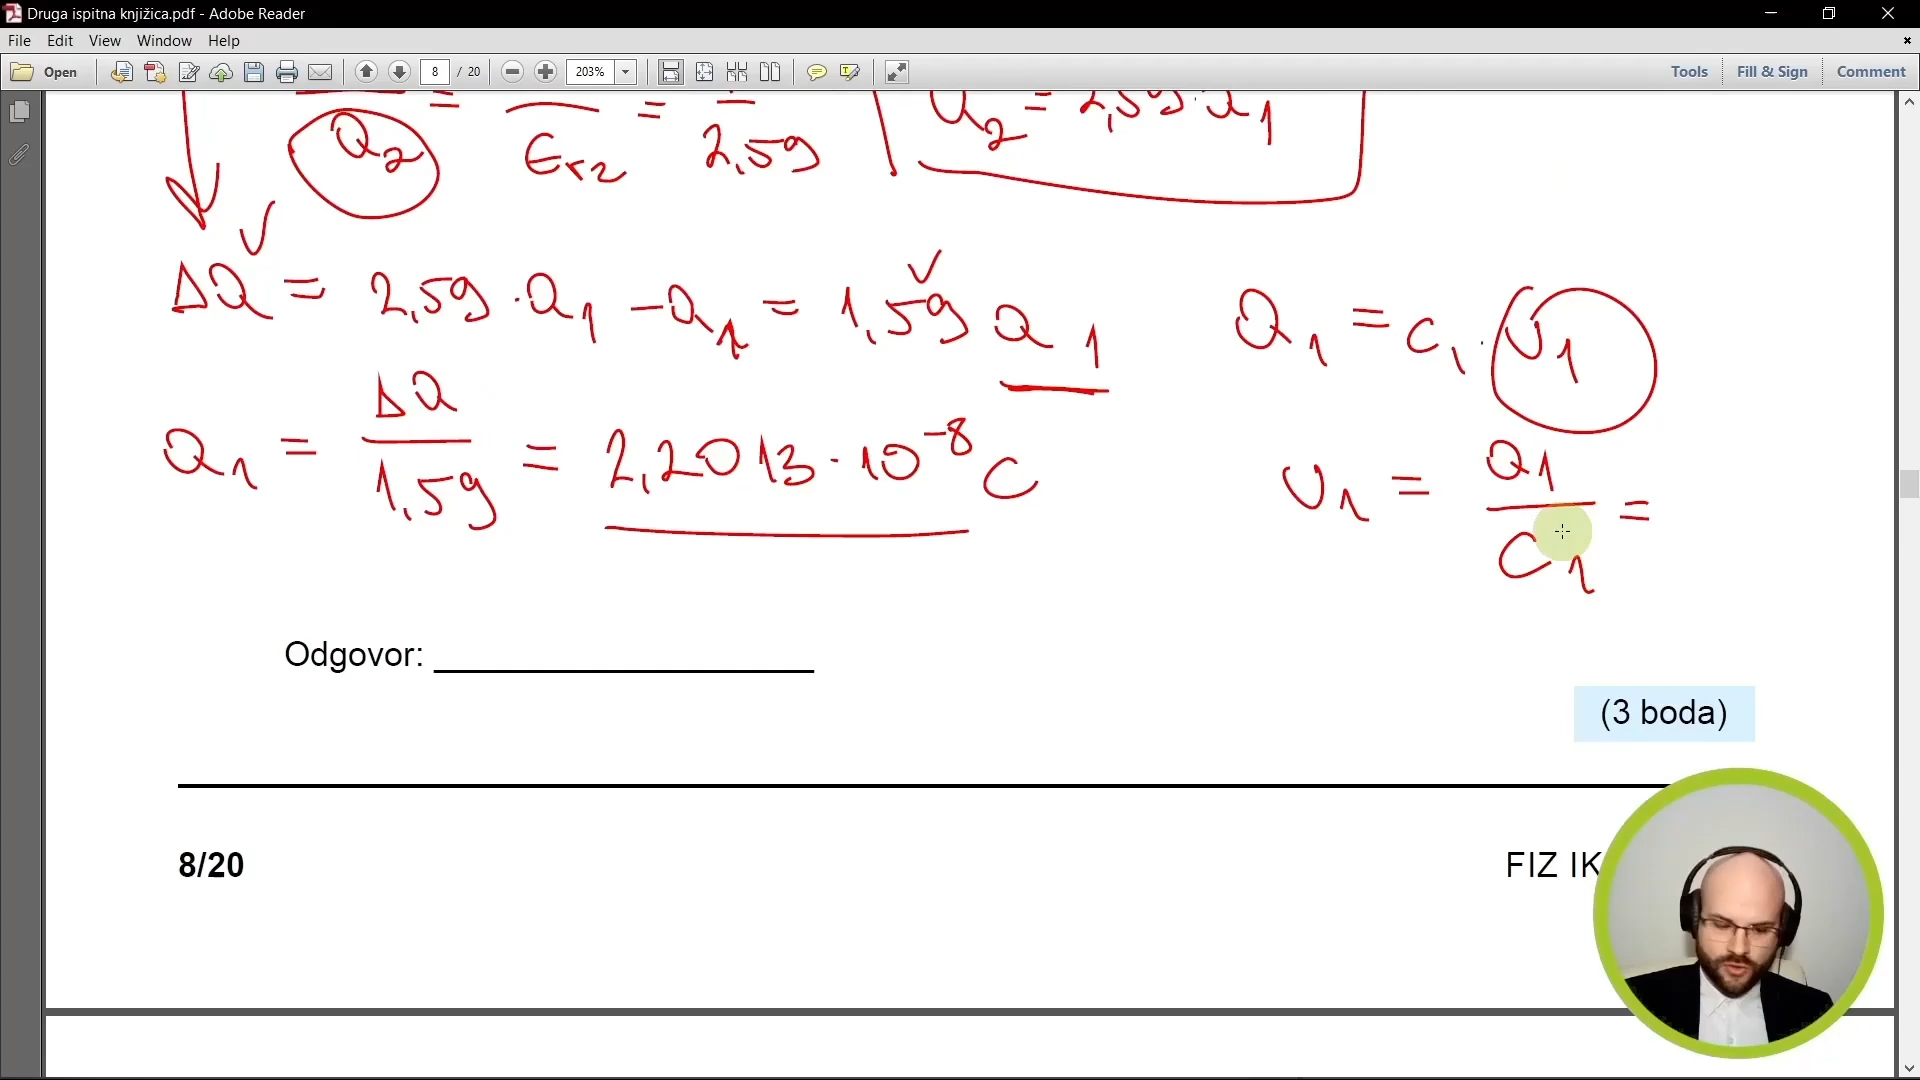 Druga ispitna knjižica.pdf - Adobe Reader
File Edit View Window Help
Open 8 / 20 203% Tools Fill & Sign Comment
Q2 = Er2 = 2,59
Q2 = 2,59·Q1
ΔQ = 2,59·Q1 - Q1 = 1,59 Q1
Q1 = C1·U1
Q1 = ΔQ / 1,59 = 2,2013·10⁻⁸ C
U1 = Q1 / C1 =
Odgovor:
(3 boda)
8/20
FIZ IK